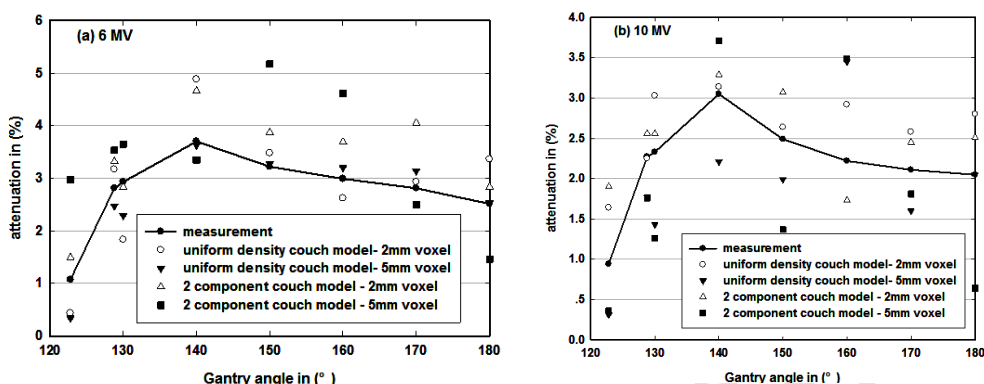 (a) 6 MV
6
5
4
3
2
1
0
attenuation in (%)
measurement
uniform density couch model- 2mm voxel
uniform density couch model - 5mm voxel
2 component couch model - 2mm voxel
2 component couch model - 5mm voxel
120 130 140 150 160 170 180
Gantry angle in (° )
(b) 10 MV
4.0
3.5
3.0
2.5
2.0
1.5
1.0
.5
0
attenuation in (%)
measurement
uniform density couch model- 2mm voxel
uniform density couch model - 5mm voxel
2 component couch model - 2mm voxel
2 component couch model - 5mm voxel
120 130 140 150 160 170 180
Gantry angle in (° )